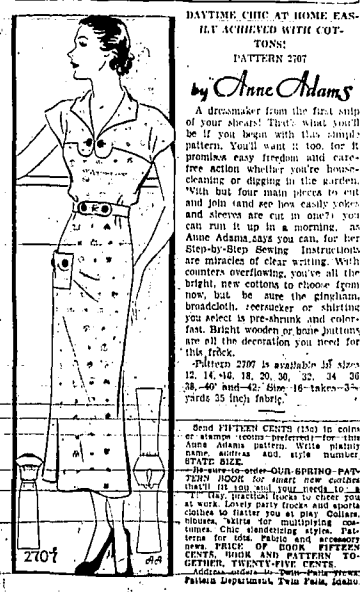 DAYTIME CHIC AT HOME EAS-
ILY ACHIEVED WITH COT-
TONS!
PATTERN 2707
by Anne Adams
A dressmaker from the first snip
of your shears! That's what you'll
be if you begin with this simple
pattern. You'll want it too, for it
promises easy freedom and care-
free action whether you're house-
cleaning or digging in the garden.
With but four main pieces to cut
and join (and see how easily yokes
and sleeves are cut in one?) you
can run it up in a morning, as
Anne Adams says you can, for her
Step-by-Step Sewing Instructions
are miracles of clear writing. With
counters overflowing, you've all the
bright, new cottons to choose from
now, but be sure the gingham,
broadcloth, seersucker or shirting
you select is pre-shrunk and color-
fast. Bright wooden or bone buttons
are all the decoration you need for
this frock.
Pattern 2707 is available in sizes
12, 14, 16, 18, 20, 30, 32, 34, 36
38, 40 and 42. Size 16 takes
yards 35 inch fabric.
Send FIFTEEN CENTS (15c) in coins
or stamps (coins preferred) for this
Anne Adams pattern. Write plainly
name, address and style number
STATE SIZE.
Be sure to order OUR SPRING PAT-
TERN BOOK for smart new clothes
that'll fit you and your needs to a
"T" Gay, practical frocks to cheer you
at work. Lovely party frocks and sports
clothes to flatter you at play. Collars,
blouses, skirts for multiplying cos-
tumes. Chic slenderizing styles. Pat-
terns for tots. Fabric and accessory
news. PRICE OF BOOK FIFTEEN
CENTS, BOOK AND PATTERN TO-
GETHER, TWENTY-FIVE CENTS.
Address orders to Twin Falls News
Pattern Department, Twin Falls, Idaho.
2707
AA